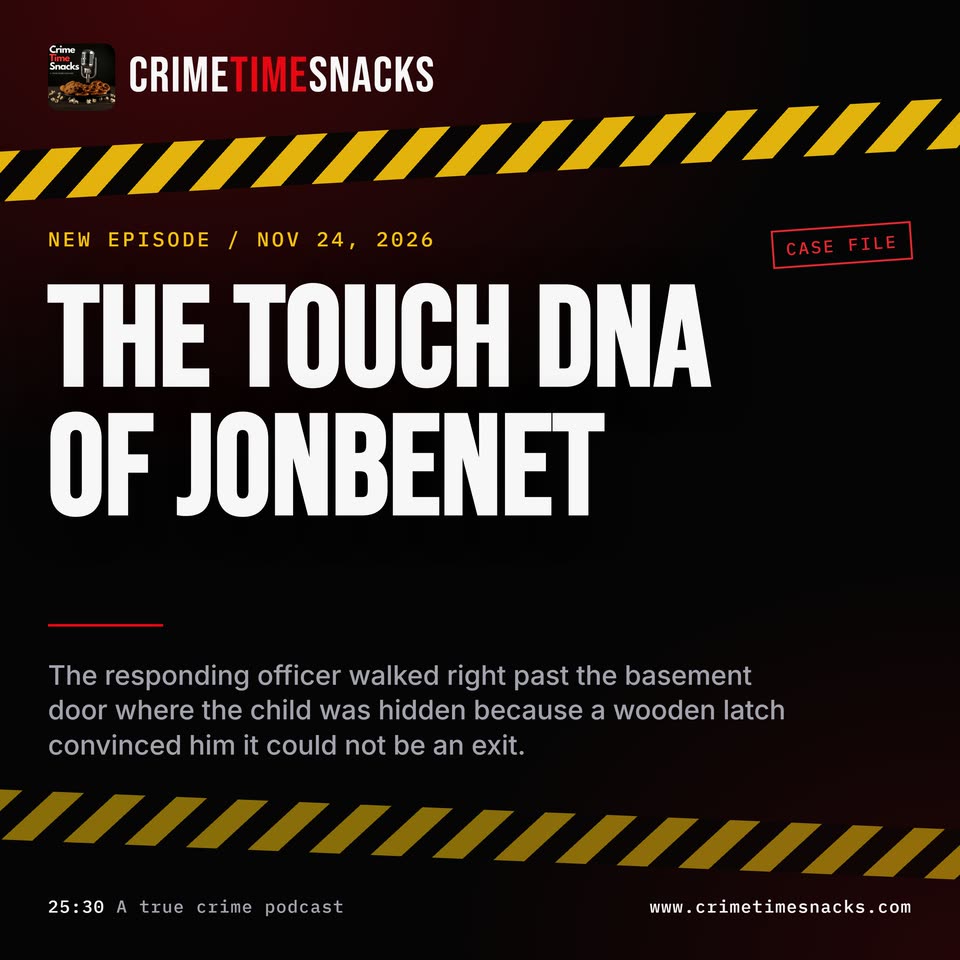 Crime
Time
Snacks
CRIMETIMESNACKS
NEW EPISODE / NOV 24, 2026
CASE FILE
THE TOUCH DNA
OF JONBENET
The responding officer walked right past the basement
door where the child was hidden because a wooden latch
convinced him it could not be an exit.
25:30 A true crime podcast
www.crimetimesnacks.com